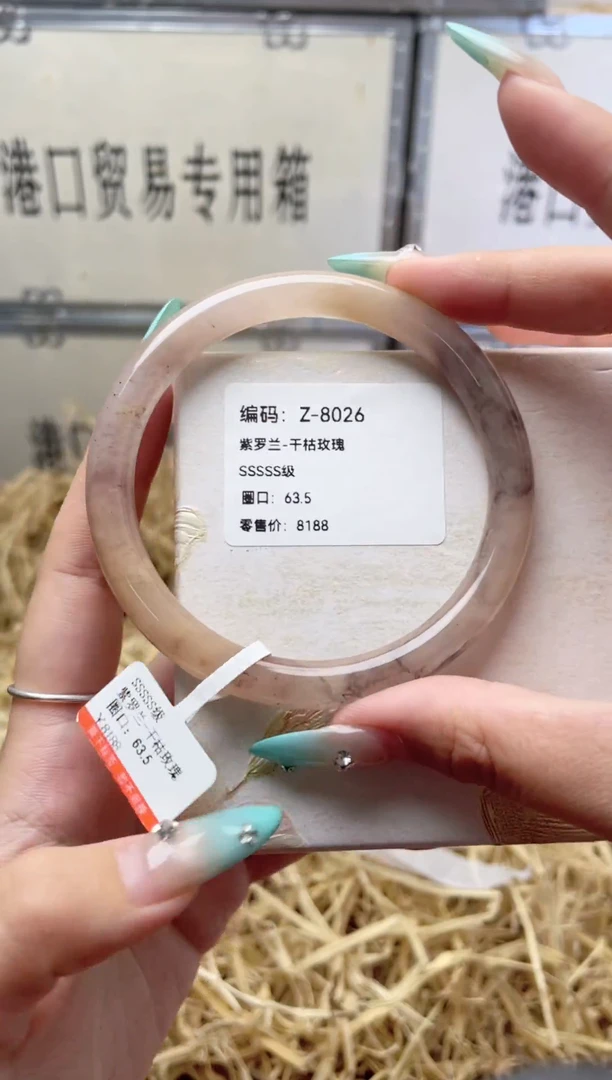 港口贸易专用箱
港口
编码：Z-8026
紫罗兰-干枯玫瑰
SSSSS级
圈口：63.5
零售价：8188
SSSSS级
紫罗兰-干枯玫瑰
圈口：63.5
￥8188